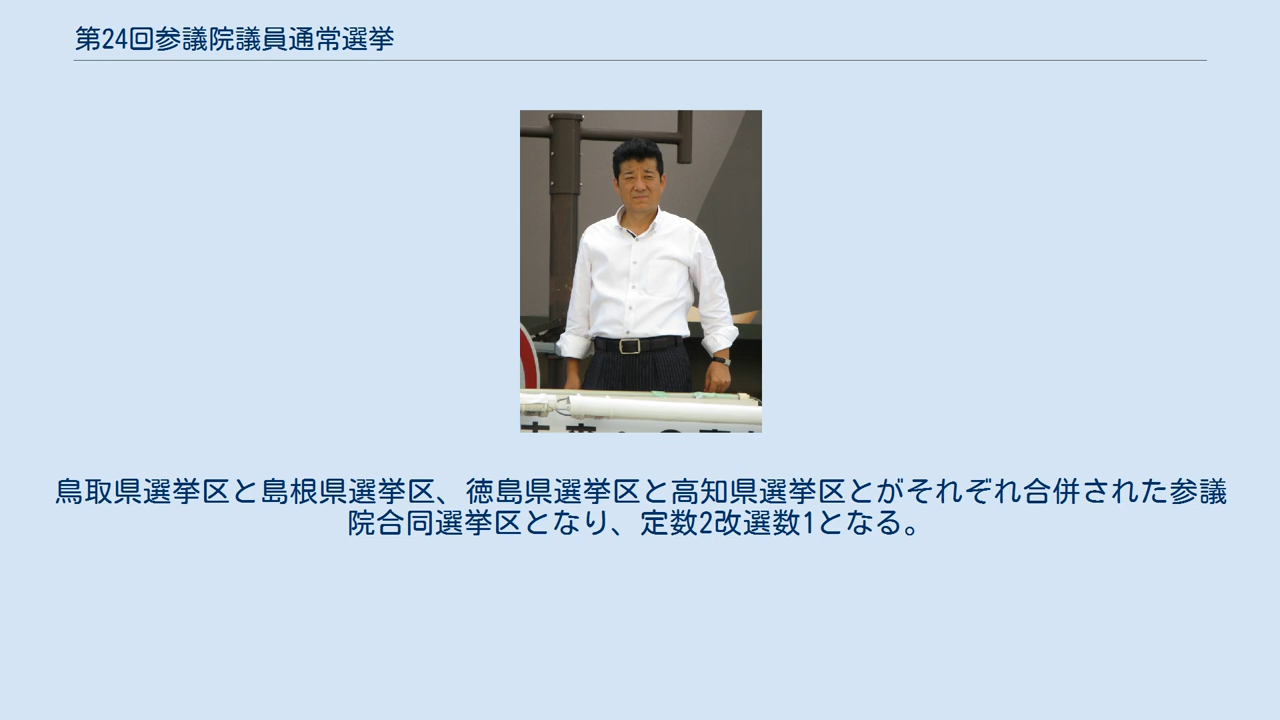 第24回参議院議員通常選挙
鳥取県選挙区と島根県選挙区、徳島県選挙区と高知県選挙区とがそれぞれ合併された参議
院合同選挙区となり、定数2改選数1となる。